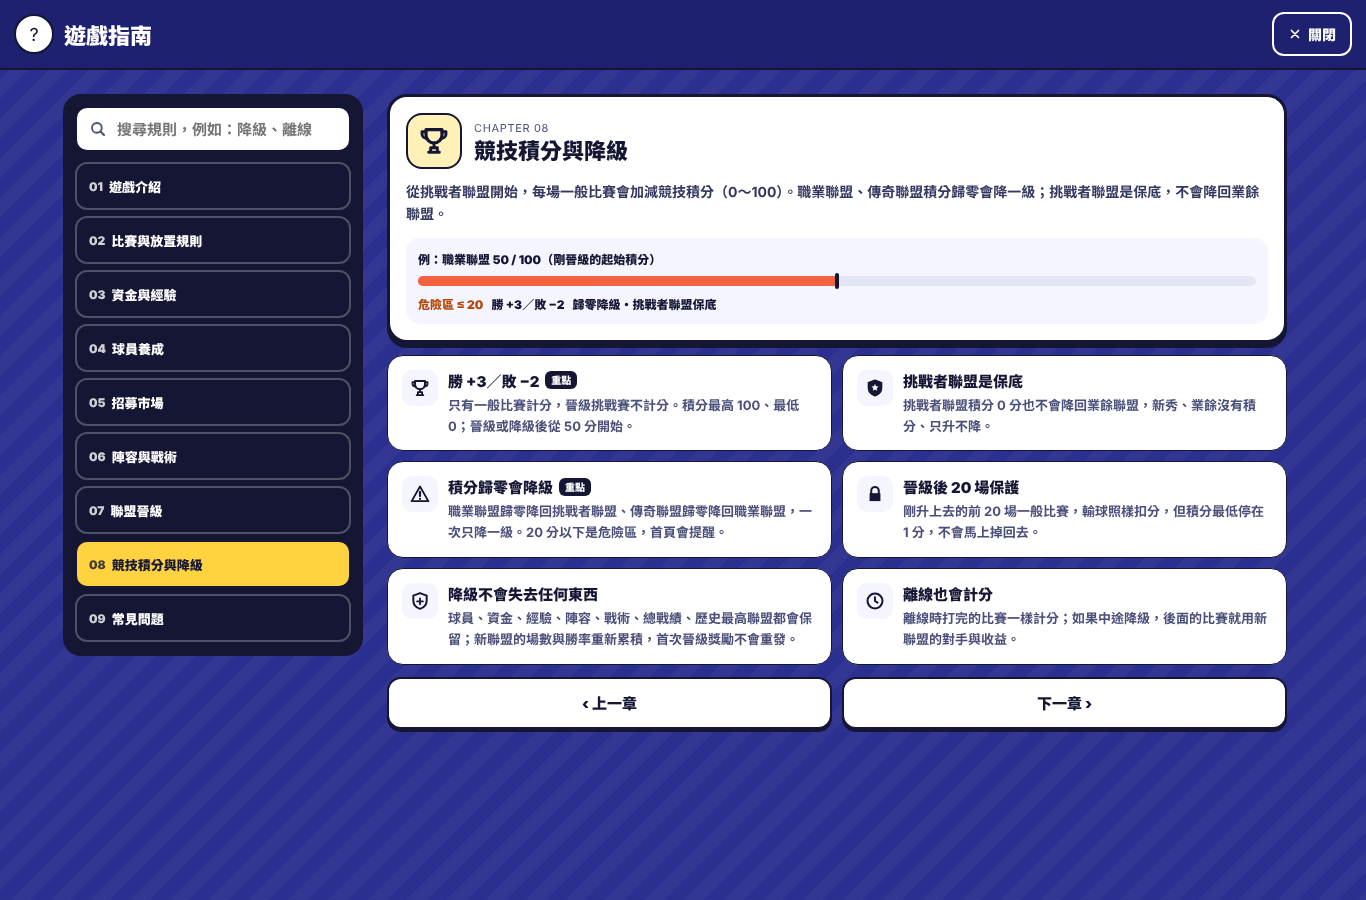 ?
遊戲指南
× 關閉
搜尋規則，例如：降級、離線
01 遊戲介紹
02 比賽與放置規則
03 資金與經驗
04 球員養成
05 招募市場
06 陣容與戰術
07 聯盟晉級
08 競技積分與降級
09 常見問題
CHAPTER 08
競技積分與降級
從挑戰者聯盟開始，每場一般比賽會加減競技積分（0～100）。職業聯盟、傳奇聯盟積分歸零會降一級；挑戰者聯盟是保底，不會降回業餘
聯盟。
例：職業聯盟 50 / 100（剛晉級的起始積分）
危險區 ≤ 20 勝 +3／敗 −2 歸零降級・挑戰者聯盟保底
勝 +3／敗 −2 重點
只有一般比賽計分，晉級挑戰賽不計分。積分最高 100、最低
0；晉級或降級後從 50 分開始。
挑戰者聯盟是保底
挑戰者聯盟積分 0 分也不會降回業餘聯盟，新秀、業餘沒有積
分、只升不降。
積分歸零會降級 重點
職業聯盟歸零降回挑戰者聯盟、傳奇聯盟歸零降回職業聯盟，一
次只降一級。20 分以下是危險區，首頁會提醒。
晉級後 20 場保護
剛升上去的前 20 場一般比賽，輸球照樣扣分，但積分最低停在
1 分，不會馬上掉回去。
降級不會失去任何東西
球員、資金、經驗、陣容、戰術、總戰績、歷史最高聯盟都會保
留；新聯盟的場數與勝率重新累積，首次晉級獎勵不會重發。
離線也會計分
離線時打完的比賽一樣計分；如果中途降級，後面的比賽就用新
聯盟的對手與收益。
‹ 上一章
下一章 ›